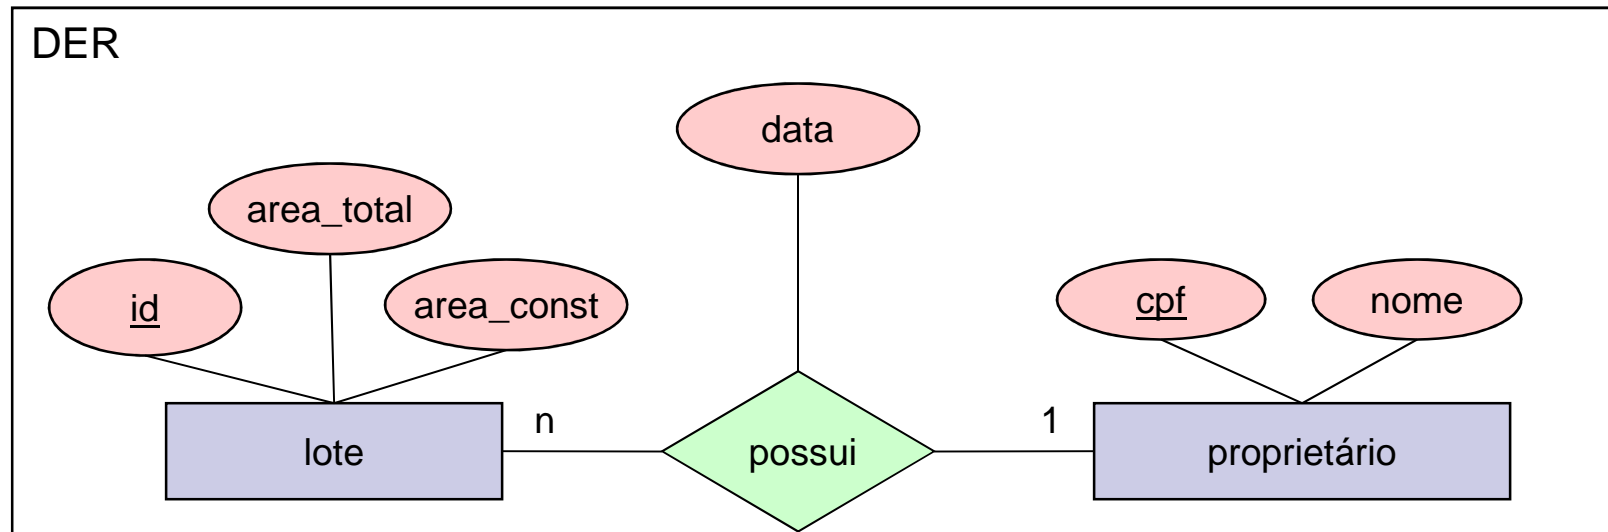 DER
data
area_total
id
area_const
cpf
nome
n
1
lote
possui
proprietário